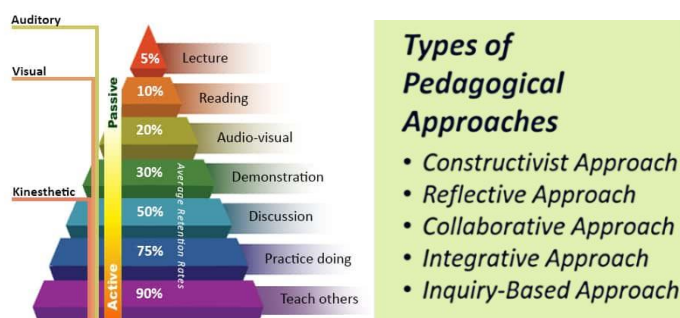 Auditory
Visual
Kinesthetic
Passive
Active
5% Lecture
10% Reading
20% Audio-visual
30% Demonstration
50% Discussion
75% Practice doing
90% Teach others
Average Retention Rates
Types of
Pedagogical
Approaches
• Constructivist Approach
• Reflective Approach
• Collaborative Approach
• Integrative Approach
• Inquiry-Based Approach